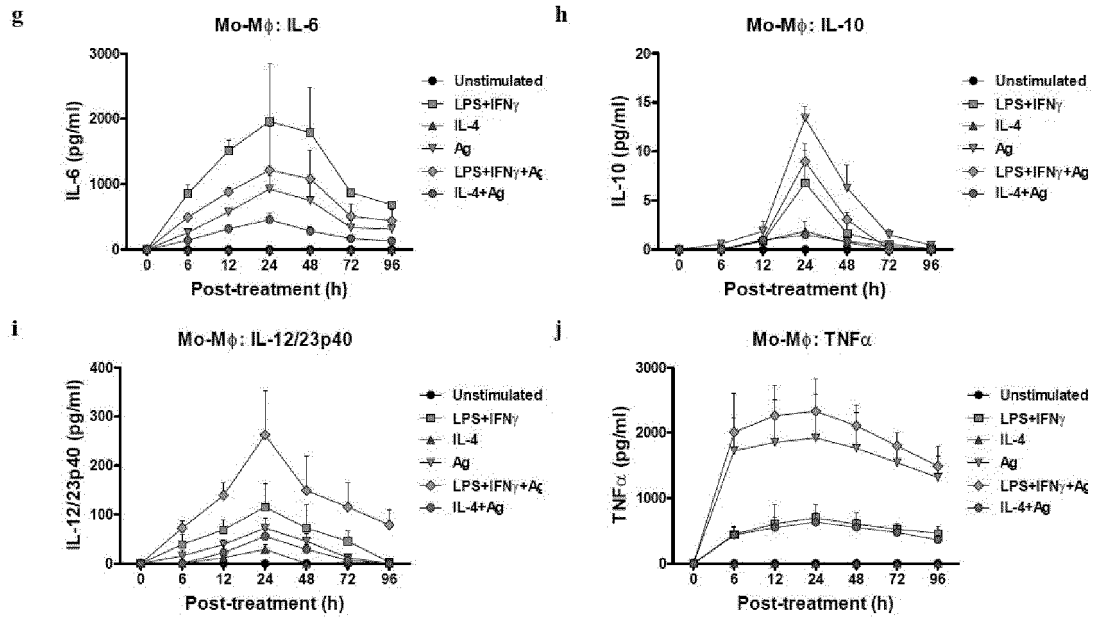 g
Mo-Mϕ: IL-6
IL-6 (pg/ml)
3000
2000
1000
0
0 6 12 24 48 72 96
Post-treatment (h)
Unstimulated
LPS+IFNγ
IL-4
Ag
LPS+IFNγ+Ag
IL-4+Ag
h
Mo-Mϕ: IL-10
IL-10 (pg/ml)
20
15
10
5
0
0 6 12 24 48 72 96
Post-treatment (h)
Unstimulated
LPS+IFNγ
IL-4
Ag
LPS+IFNγ+Ag
IL-4+Ag
i
Mo-Mϕ: IL-12/23p40
IL-12/23p40 (pg/ml)
400
300
200
100
0
0 6 12 24 48 72 96
Post-treatment (h)
Unstimulated
LPS+IFNγ
IL-4
Ag
LPS+IFNγ+Ag
IL-4+Ag
j
Mo-Mϕ: TNFα
TNFα (pg/ml)
3000
2000
1000
0
0 6 12 24 48 72 96
Post-treatment (h)
Unstimulated
LPS+IFNγ
IL-4
Ag
LPS+IFNγ+Ag
IL-4+Ag